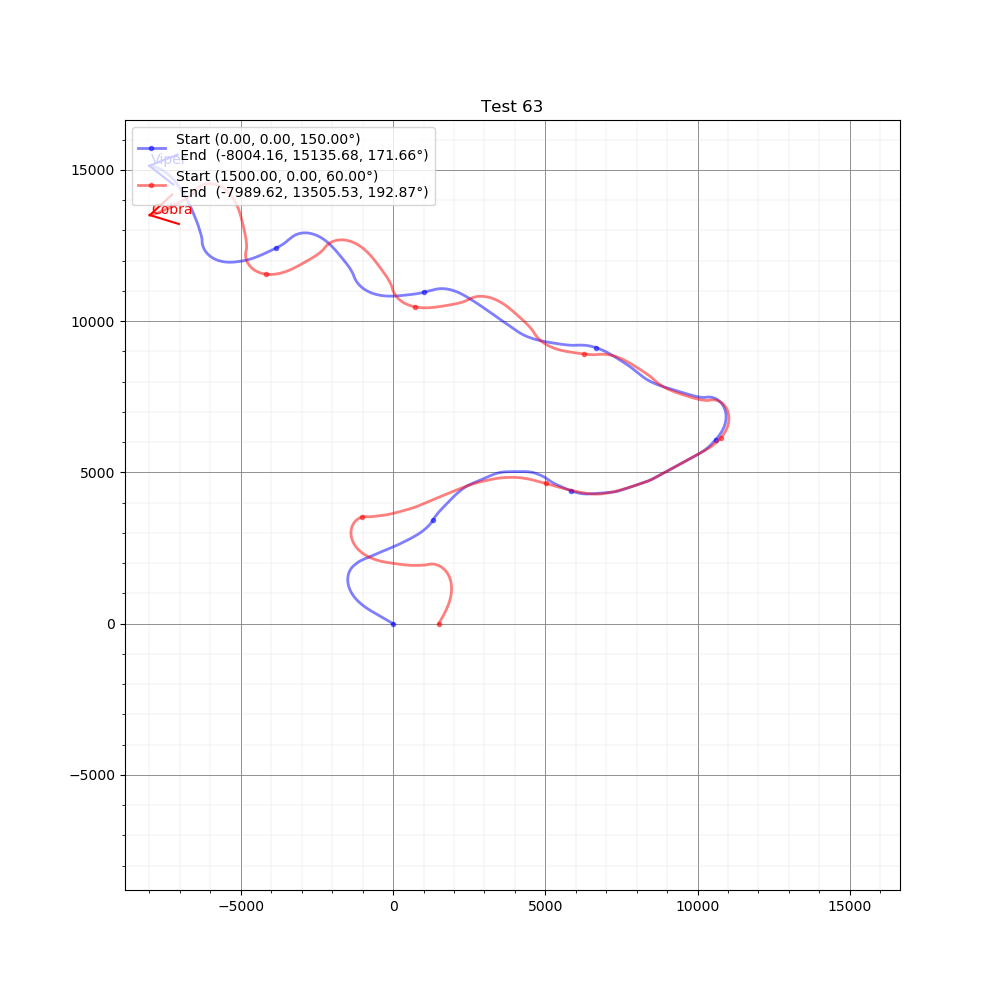 Test 63
Start (0.00, 0.00, 150.00°)
End (-8004.16, 15135.68, 171.66°)
Start (1500.00, 0.00, 60.00°)
End (-7989.62, 13505.53, 192.87°)
Viper
Cobra
15000
10000
5000
0
−5000
−5000
0
5000
10000
15000